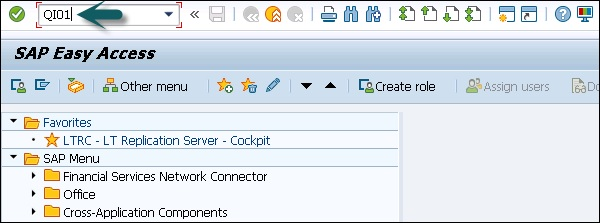 QI01
SAP Easy Access
Other menu Create role Assign users
Favorites
LTRC - LT Replication Server - Cockpit
SAP Menu
Financial Services Network Connector
Office
Cross-Application Components